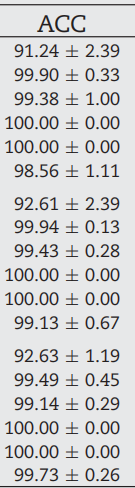 ACC
91.24 ± 2.39
99.90 ± 0.33
99.38 ± 1.00
100.00 ± 0.00
100.00 ± 0.00
98.56 ± 1.11
92.61 ± 2.39
99.94 ± 0.13
99.43 ± 0.28
100.00 ± 0.00
100.00 ± 0.00
99.13 ± 0.67
92.63 ± 1.19
99.49 ± 0.45
99.14 ± 0.29
100.00 ± 0.00
100.00 ± 0.00
99.73 ± 0.26